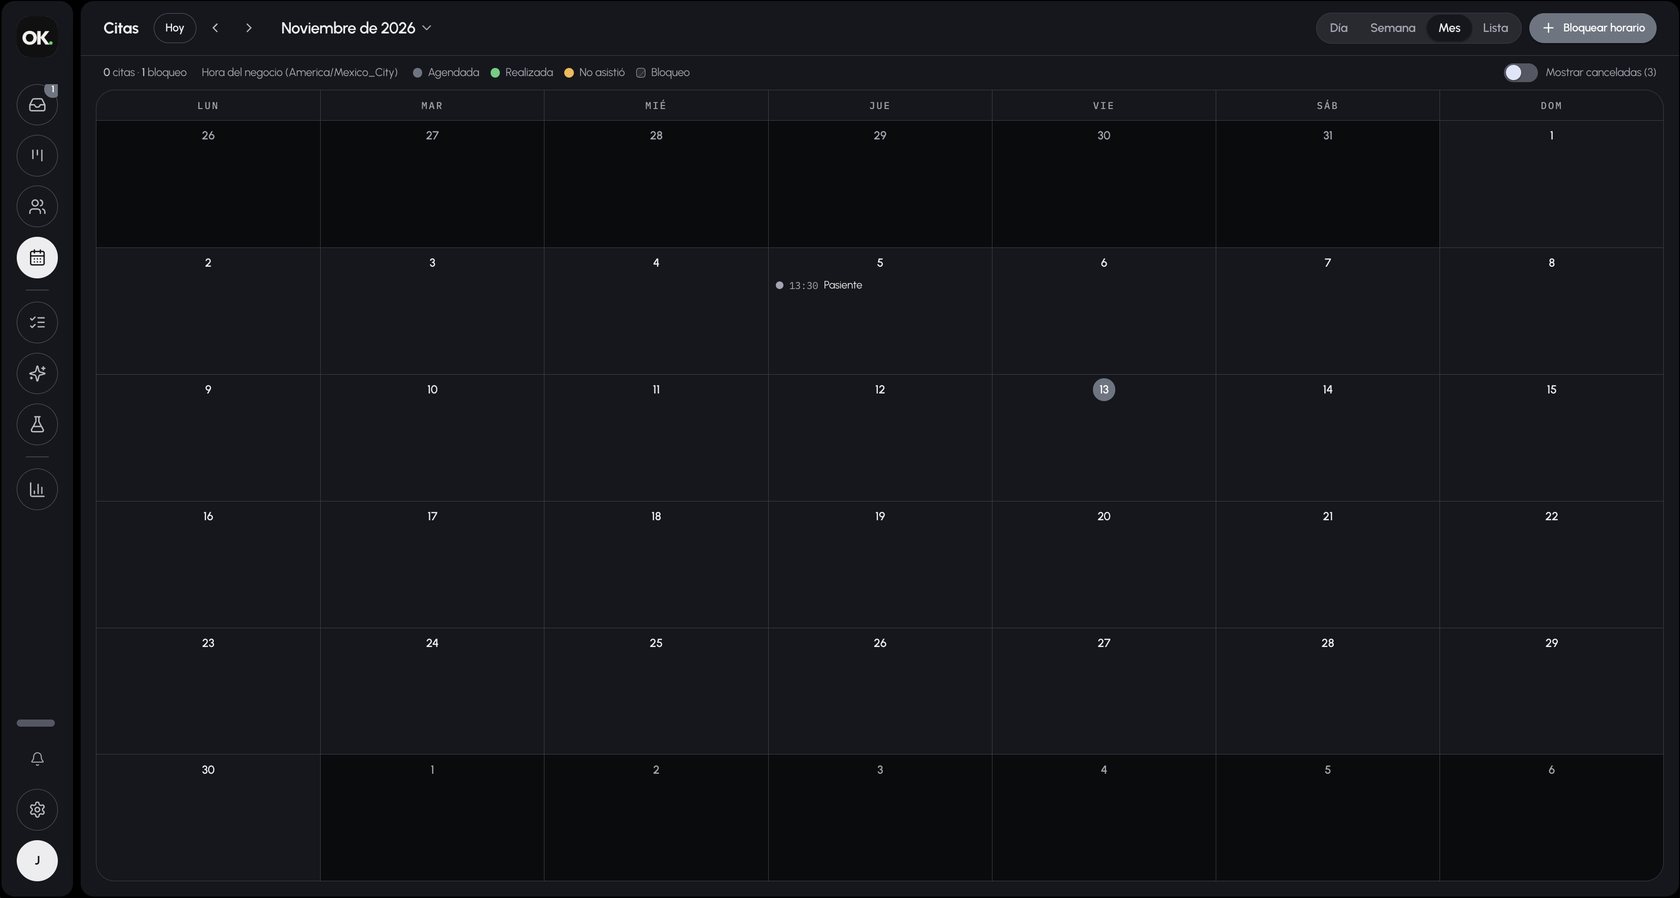 OK.
Citas Hoy Noviembre de 2026 Día Semana Mes Lista + Bloquear horario
0 citas · 1 bloqueo Hora del negocio (America/Mexico_City) Agendada Realizada No asistió Bloqueo Mostrar canceladas (3)
1
LUN MAR MIÉ JUE VIE SÁB DOM
26 27 28 29 30 31 1
2 3 4 5 6 7 8
13:30 Pasiente
9 10 11 12 13 14 15
16 17 18 19 20 21 22
23 24 25 26 27 28 29
30 1 2 3 4 5 6
J